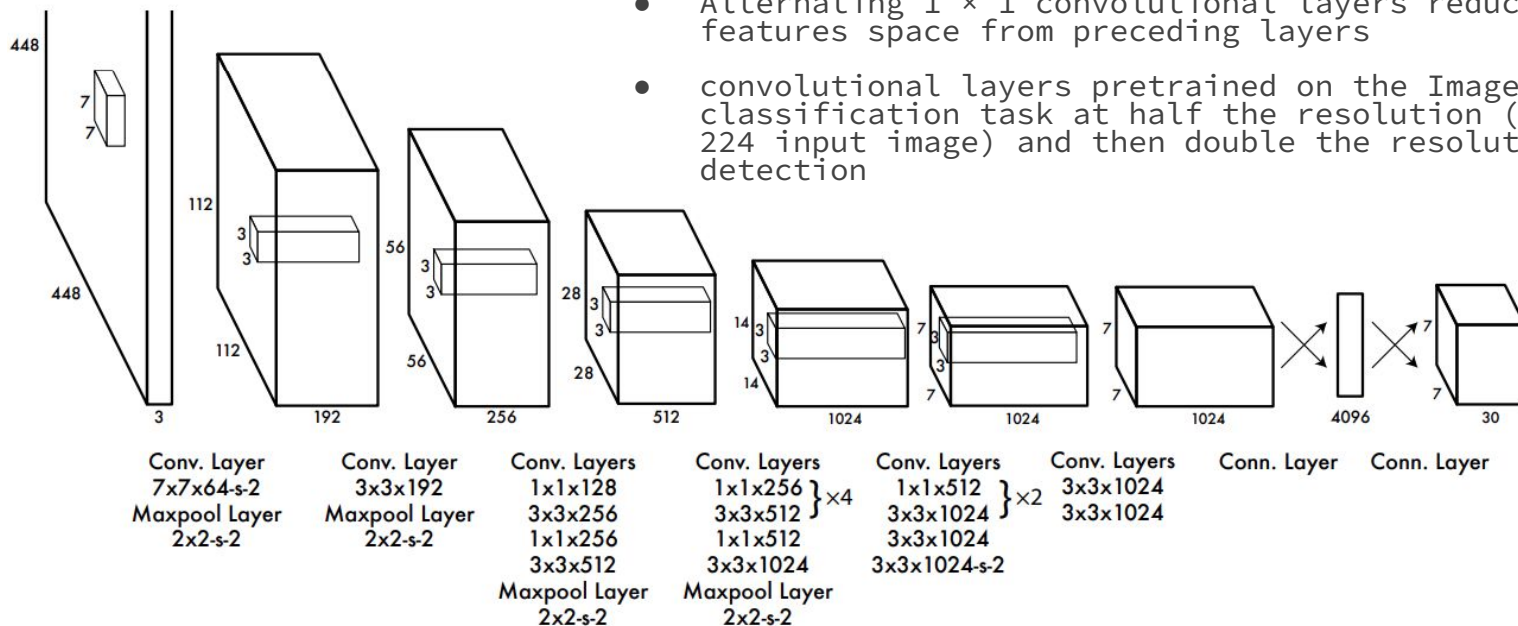 ● Alternating 1 × 1 convolutional layers reduc
features space from preceding layers
● convolutional layers pretrained on the Image
classification task at half the resolution (
224 input image) and then double the resolut
detection
448
7
7
448
3
112
3
3
112
192
56
3
3
56
256
28
3
3
28
512
14
3
3
14
1024
7
3
3
7
1024
7
7
1024
4096
7
7
30
Conv. Layer
7x7x64-s-2
Maxpool Layer
2x2-s-2
Conv. Layer
3x3x192
Maxpool Layer
2x2-s-2
Conv. Layers
1x1x128
3x3x256
1x1x256
3x3x512
Maxpool Layer
2x2-s-2
Conv. Layers
1x1x256
3x3x512 } ×4
1x1x512
3x3x1024
Maxpool Layer
2x2-s-2
Conv. Layers
1x1x512
3x3x1024 } ×2
3x3x1024
3x3x1024-s-2
Conv. Layers
3x3x1024
3x3x1024
Conn. Layer
Conn. Layer